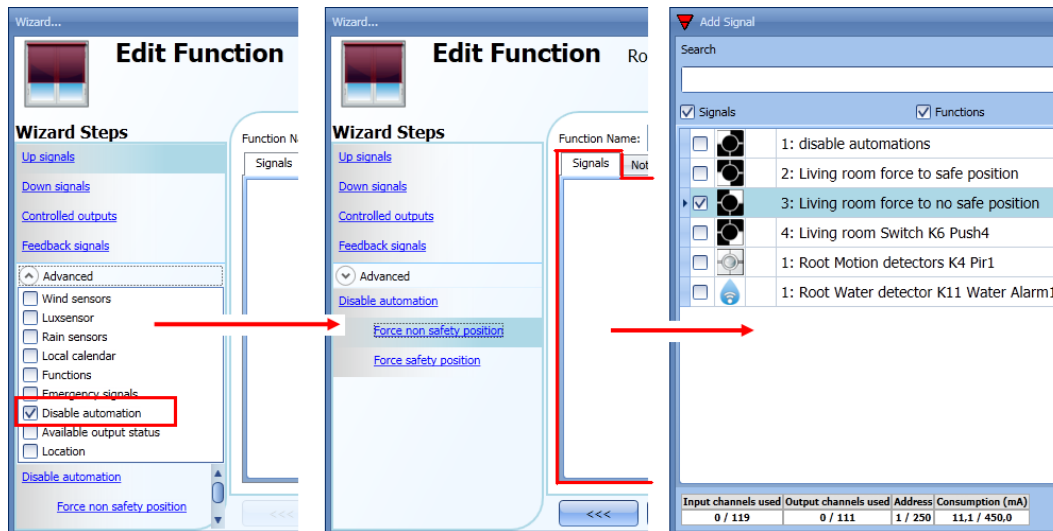 Wizard...
Edit Function
Wizard Steps
Up signals
Down signals
Controlled outputs
Feedback signals
Advanced
Wind sensors
Luxsensor
Rain sensors
Local calendar
Functions
Emergency signals
Disable automation
Available output status
Location
Disable automation
Force non safety position
Function N
Signals
<<<
Wizard...
Edit Function Ro
Wizard Steps
Up signals
Down signals
Controlled outputs
Feedback signals
Advanced
Disable automation
Force non safety position
Force safety position
Function Name:
Signals Not
<<<
Add Signal
Search
Signals Functions
1: disable automations
2: Living room force to safe position
3: Living room force to no safe position
4: Living room Switch K6 Push4
1: Root Motion detectors K4 Pir1
1: Root Water detector K11 Water Alarm1
Input channels used Output channels used Address Consumption (mA)
0 / 119 0 / 111 1 / 250 11,1 / 450,0